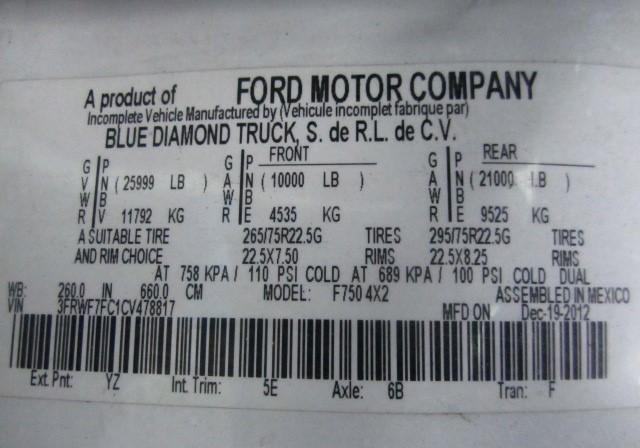 A product of FORD MOTOR COMPANY
Incomplete Vehicle Manufactured by (Vehicule incomplet fabrique par)
BLUE DIAMOND TRUCK, S. de R.L. de C.V.
FRONT REAR
G P G P G P
V N ( 25999 LB ) A N ( 10000 LB ) A N ( 21000 LB )
W B W B W B
R V 11792 KG R E 4535 KG R E 9525 KG
A SUITABLE TIRE 265/75R22.5G TIRES 295/75R22.5G TIRES
AND RIM CHOICE 22.5X7.50 RIMS 22.5X8.25 RIMS
AT 758 KPA/ 110 PSI COLD AT 689 KPA/ 100 PSI COLD DUAL
WB: 260.0 IN 660.0 CM MODEL: F750 4X2 ASSEMBLED IN MEXICO
VIN 3FRWF7FC1CV478817 MFD ON Dec-19-2012
Ext. Pnt: YZ Int. Trim: 5E Axle: 6B Tran: F